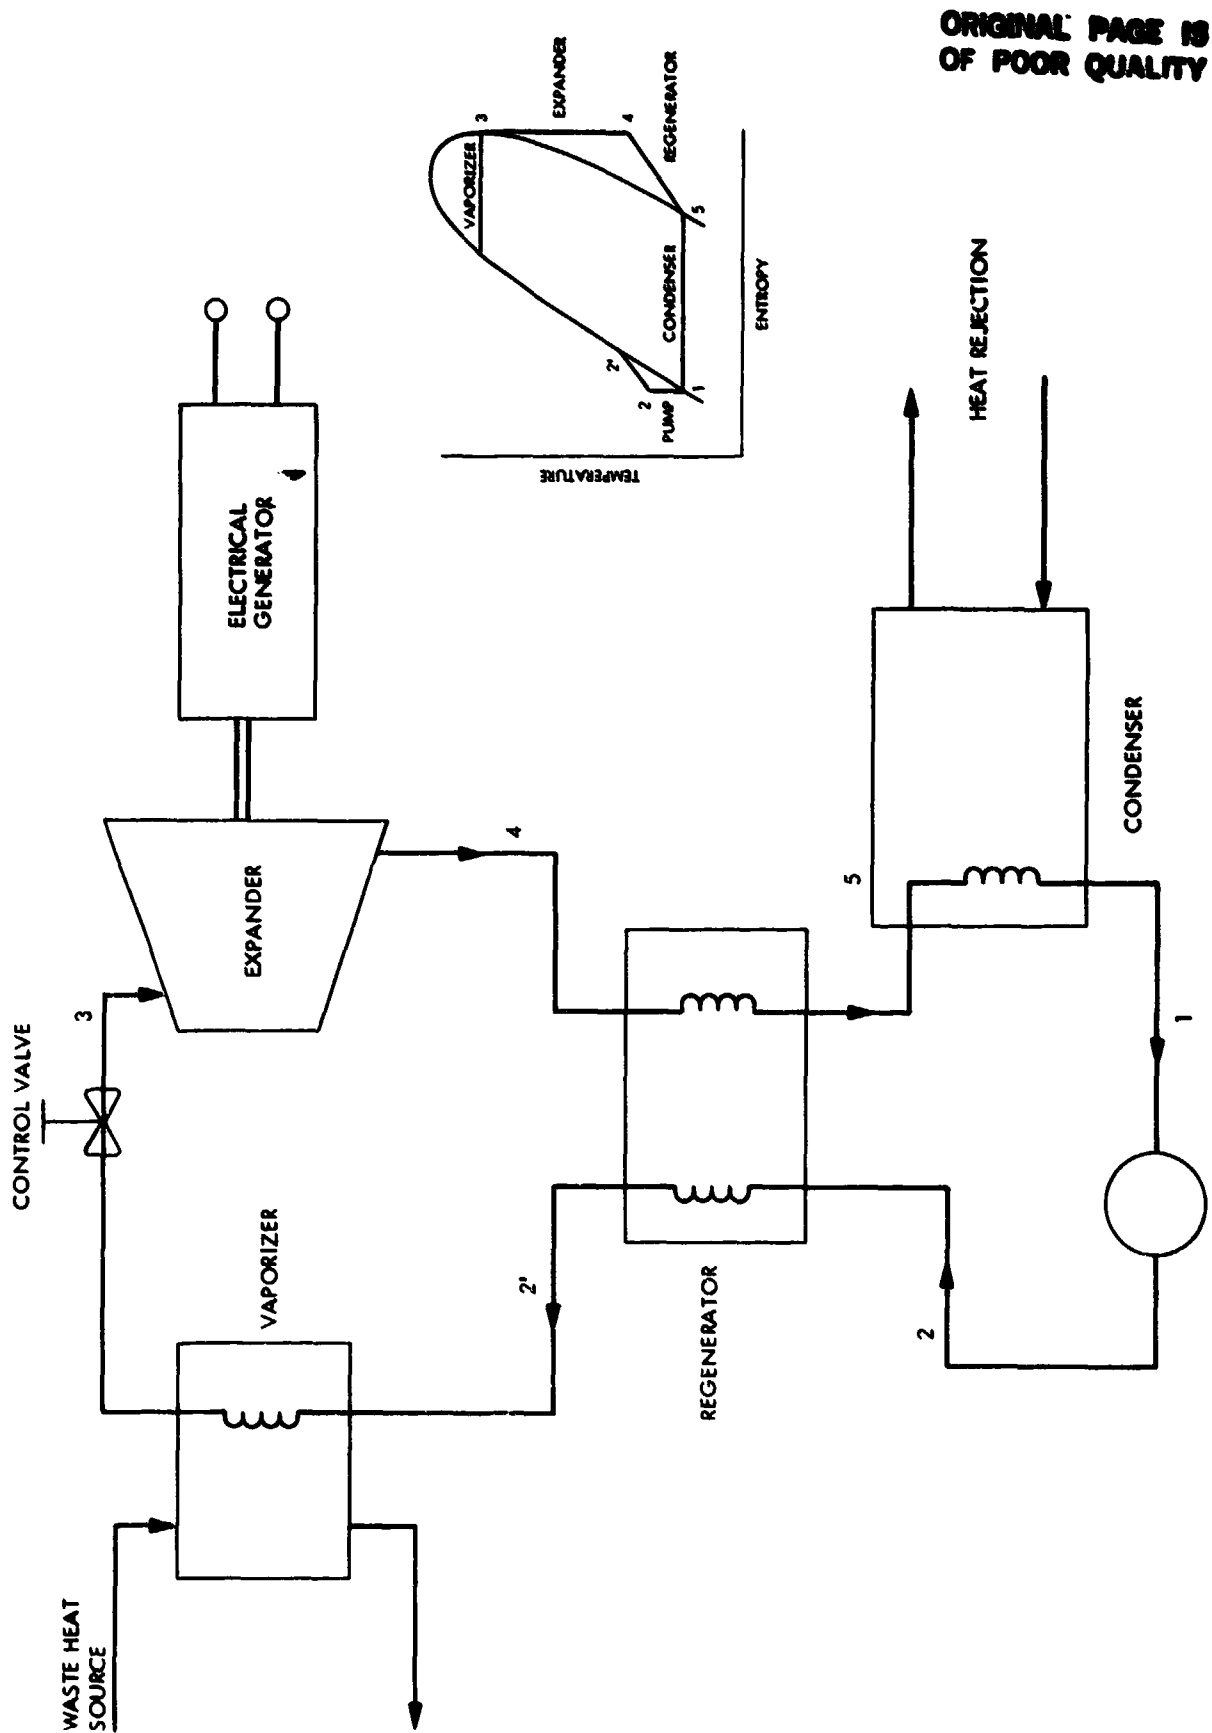 ORIGINAL PAGE IS
OF POOR QUALITY
WASTE HEAT
SOURCE
CONTROL VALVE
VAPORIZER
3
EXPANDER
ELECTRICAL
GENERATOR
4
2'
REGENERATOR
2
5
CONDENSER
1
HEAT REJECTION
TEMPERATURE
ENTROPY
VAPORIZER
3
EXPANDER
4
REGENERATOR
5
CONDENSER
2'
2
PUMP
1